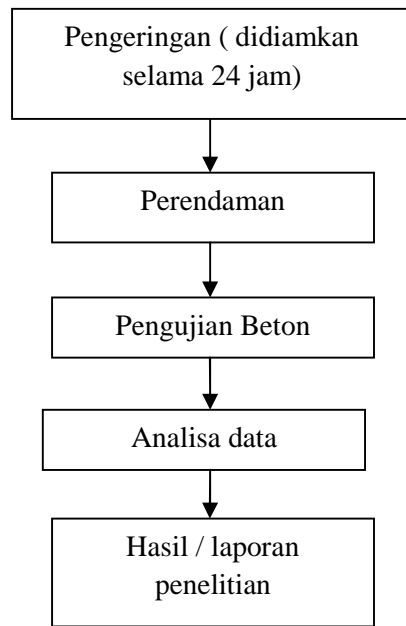 Pengeringan ( didiamkan
selama 24 jam)
Perendaman
Pengujian Beton
Analisa data
Hasil / laporan
penelitian